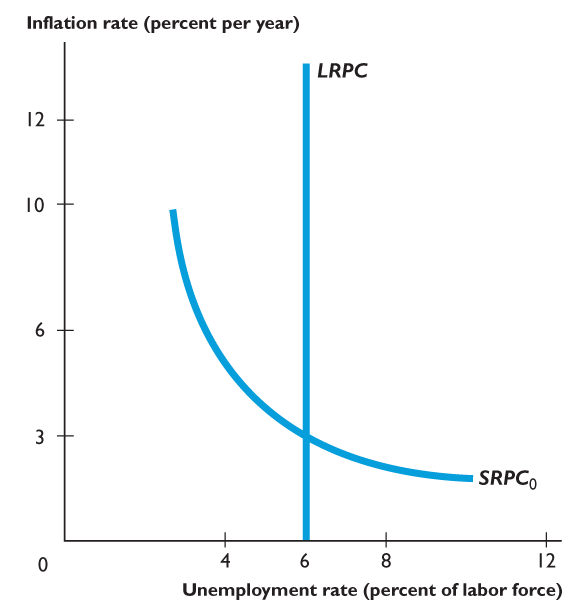 Inflation rate (percent per year)
LRPC
12
10
6
3
SRPC0
0
4
6
8
12
Unemployment rate (percent of labor force)